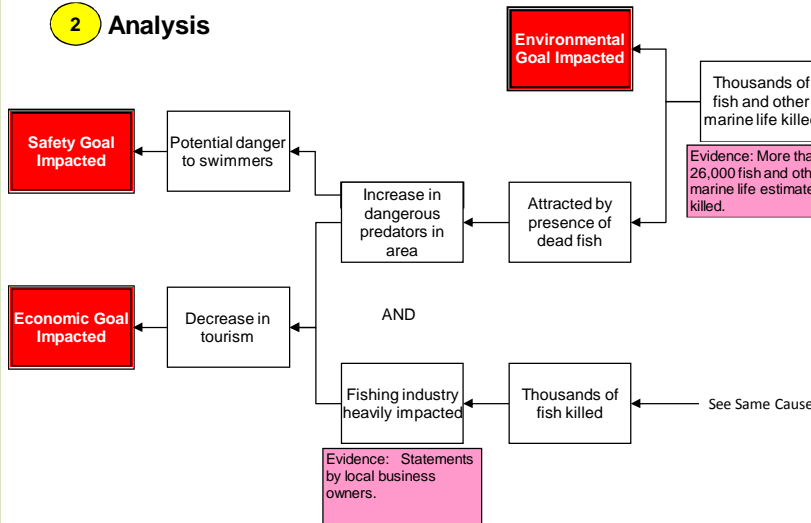 2 Analysis
Environmental
Goal Impacted
Thousands of
fish and other
marine life killed
Evidence: More than
26,000 fish and oth
marine life estimate
killed.
Safety Goal
Impacted
Potential danger
to swimmers
Increase in
dangerous
predators in
area
Attracted by
presence of
dead fish
AND
Economic Goal
Impacted
Decrease in
tourism
Fishing industry
heavily impacted
Thousands of
fish killed
See Same Cause
Evidence: Statements
by local business
owners.